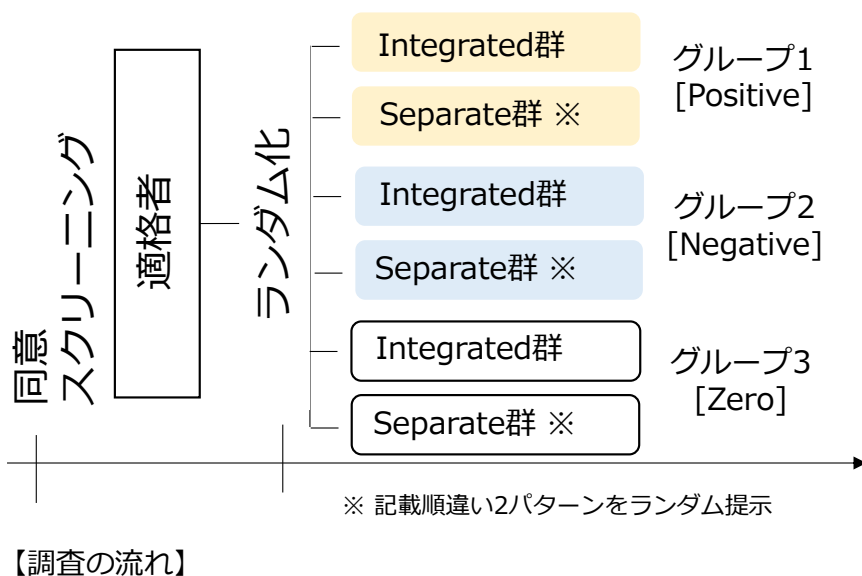 同意
スクリーニング
適格者
ランダム化
Integrated群
Separate群 ※
グループ1
[Positive]
Integrated群
Separate群 ※
グループ2
[Negative]
Integrated群
Separate群 ※
グループ3
[Zero]
※ 記載順違い2パターンをランダム提示
【調査の流れ】